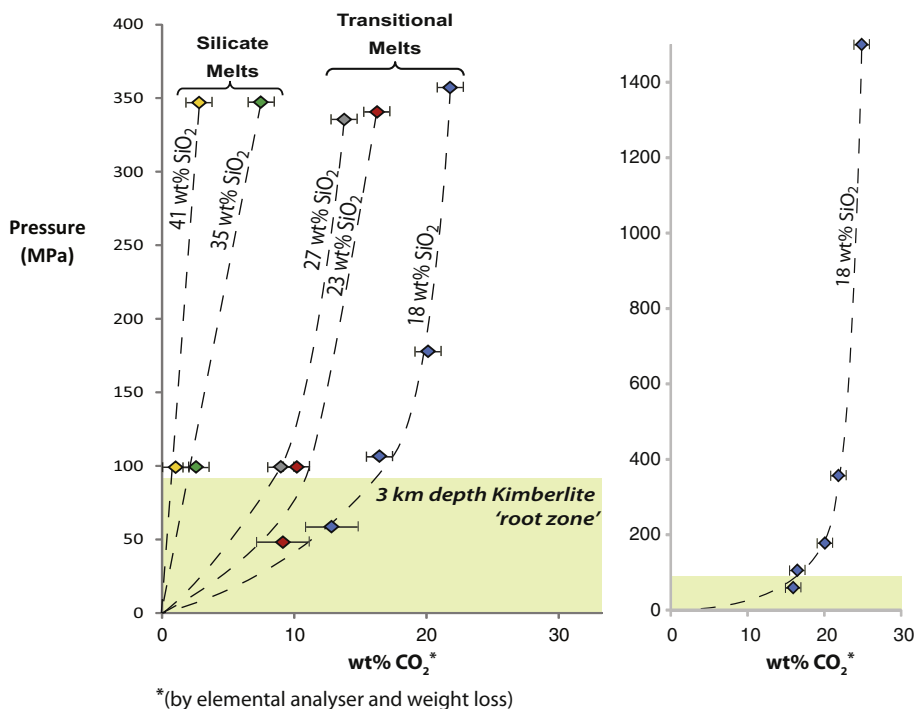 400
350
300
250
200
150
100
50
0
Pressure
(MPa)
Silicate
Melts
Transitional
Melts
41 wt% SiO₂
35 wt% SiO₂
27 wt% SiO₂
23 wt% SiO₂
18 wt% SiO₂
3 km depth Kimberlite
'root zone'
0 10 20 30
wt% CO₂*
*(by elemental analyser and weight loss)
1400
1200
1000
800
600
400
200
0
18 wt% SiO₂
0 10 20 30
wt% CO₂*